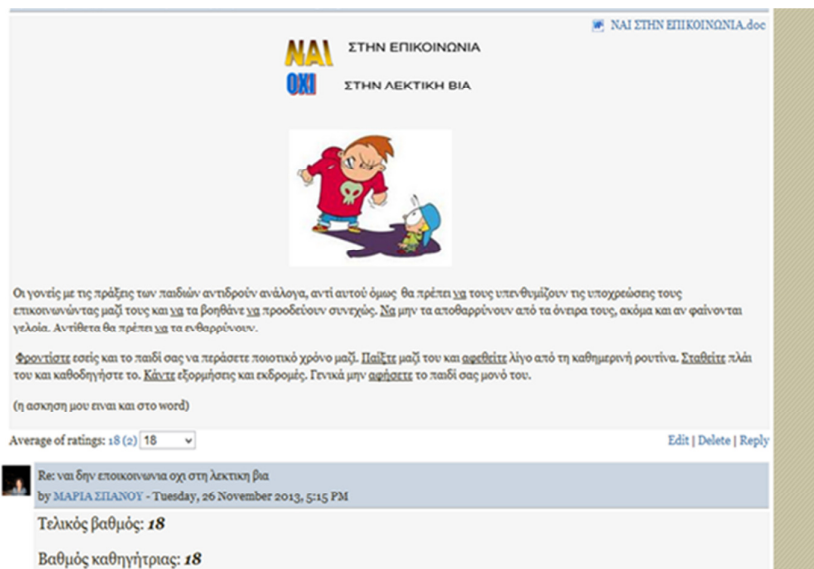 ΝΑΙ ΣΤΗΝ ΕΠΙΚΟΙΝΩΝΙΑ.doc
ΝΑΙ ΣΤΗΝ ΕΠΙΚΟΙΝΩΝΙΑ
ΟΧΙ ΣΤΗΝ ΛΕΚΤΙΚΗ ΒΙΑ
Οι γονείς με τις πράξεις των παιδιών αντιδρούν ανάλογα, αντί αυτού όμως θα πρέπει να τους υπενθυμίζουν τις υποχρεώσεις τους
επικοινωνώντας μαζί τους και να τα βοηθάνε να προοδεύουν συνεχώς. Να μην τα αποθαρρύνουν από τα όνειρα τους, ακόμα και αν φαίνονται
γελοία. Αντίθετα θα πρέπει να τα ενθαρρύνουν.
Φροντίστε εσείς και το παιδί σας να περάσετε ποιοτικό χρόνο μαζί. Παίξτε μαζί του και αφεθείτε λίγο από τη καθημερινή ρουτίνα. Σταθείτε πλάι
του και καθοδηγήστε το. Κάντε εξορμήσεις και εκδρομές. Γενικά μην αφήσετε το παιδί σας μονό του.
(η ασκηση μου ειναι και στο word)
Average of ratings: 18 (2) 18
Edit | Delete | Reply
Re: ναι δην εποικοινωνια οχι στη λεκτικη βια
by ΜΑΡΙΑ ΣΠΑΝΟΥ - Tuesday, 26 November 2013, 5:15 PM
Τελικός βαθμός: 18
Βαθμός καθηγήτριας: 18